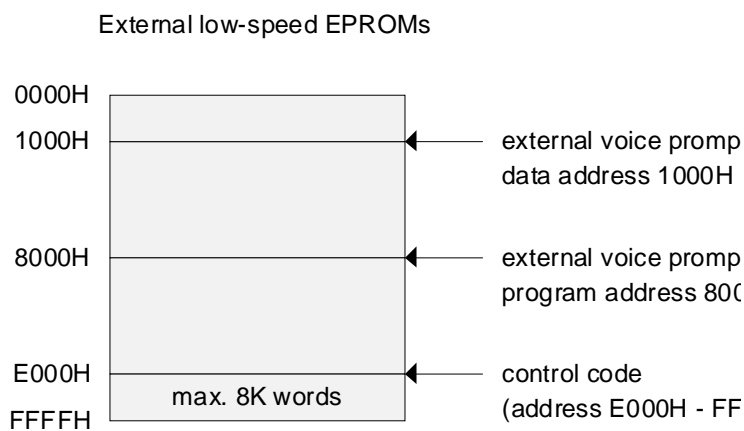 External low-speed EPROMs
0000H
1000H
external voice promp
data address 1000H
8000H
external voice promp
program address 800
E000H
control code
max. 8K words
(address E000H - FF
FFFFH